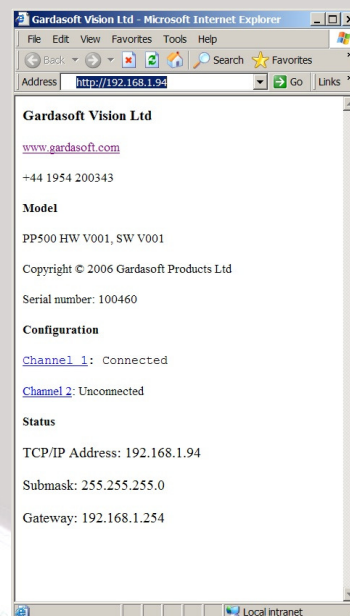 Gardasoft Vision Ltd - Microsoft Internet Explorer
File Edit View Favorites Tools Help
Back Search Favorites
Address http://192.168.1.94 Go Links
Gardasoft Vision Ltd
www.gardasoft.com
+44 1954 200343
Model
PP500 HW V001, SW V001
Copyright © 2006 Gardasoft Products Ltd
Serial number: 100460
Configuration
Channel 1: Connected
Channel 2: Unconnected
Status
TCP/IP Address: 192.168.1.94
Submask: 255.255.255.0
Gateway: 192.168.1.254
Local intranet